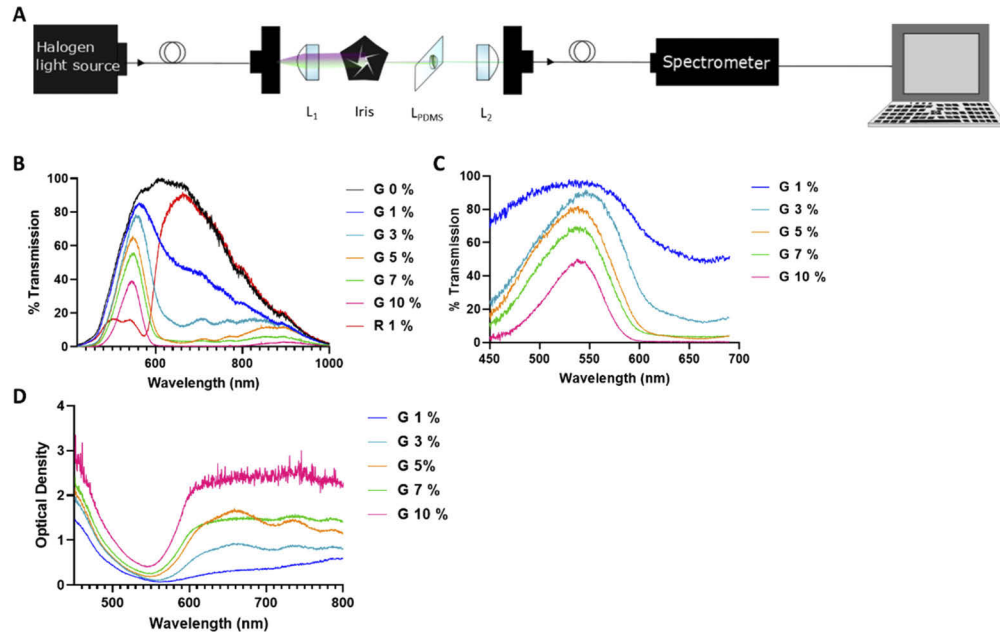 A
Halogen
light source
L1
Iris
LPDMS
L2
Spectrometer
B
% Transmission
100
80
60
40
20
0
600
800
1000
Wavelength (nm)
G 0 %
G 1 %
G 3 %
G 5 %
G 7 %
G 10 %
R 1 %
C
% Transmission
100
80
60
40
20
0
450
500
550
600
650
700
Wavelength (nm)
G 1 %
G 3 %
G 5 %
G 7 %
G 10 %
D
Optical Density
4
3
2
1
0
500
600
700
800
Wavelength (nm)
G 1 %
G 3 %
G 5%
G 7 %
G 10 %